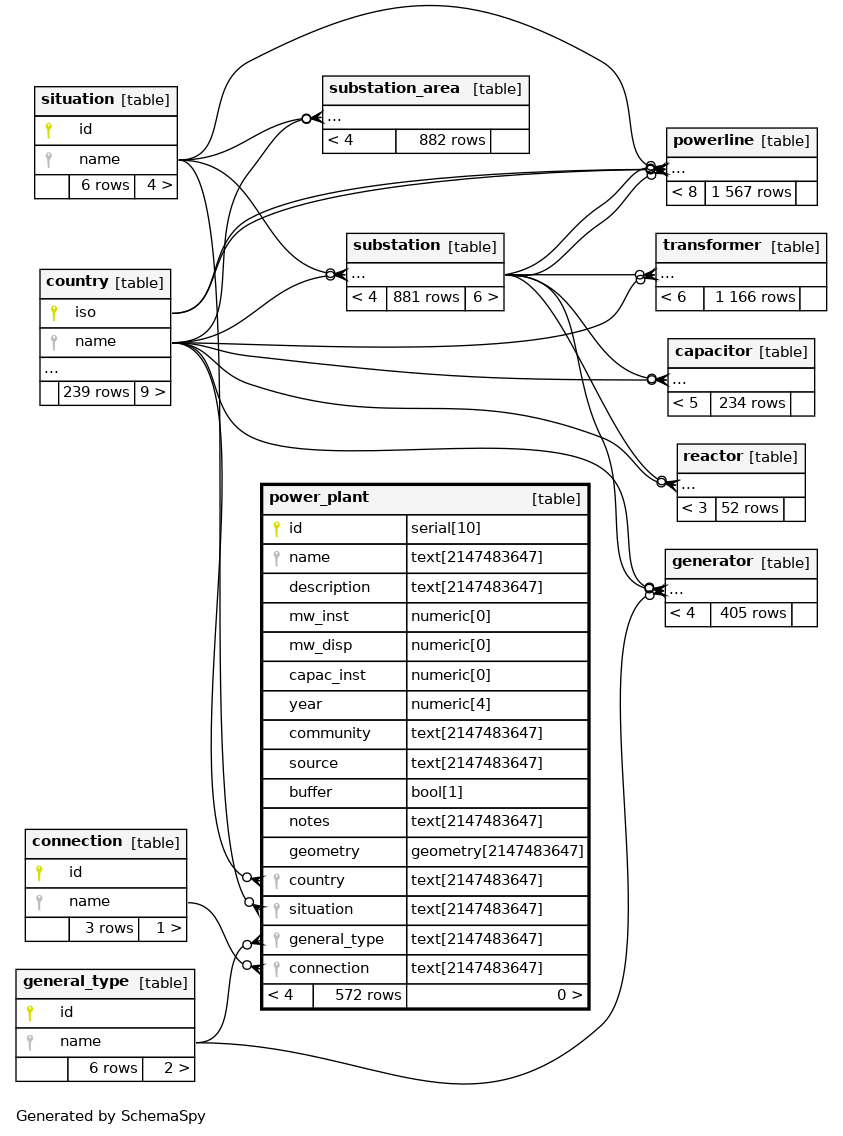 situation [table]
id
name
6 rows 4 >
substation_area [table]
...
< 4 882 rows
powerline [table]
...
< 8 1 567 rows
country [table]
iso
name
...
239 rows 9 >
substation [table]
...
< 4 881 rows 6 >
transformer [table]
...
< 6 1 166 rows
capacitor [table]
...
< 5 234 rows
reactor [table]
...
< 3 52 rows
generator [table]
...
< 4 405 rows
power_plant [table]
id serial[10]
name text[2147483647]
description text[2147483647]
mw_inst numeric[0]
mw_disp numeric[0]
capac_inst numeric[0]
year numeric[4]
community text[2147483647]
source text[2147483647]
buffer bool[1]
notes text[2147483647]
geometry geometry[2147483647]
country text[2147483647]
situation text[2147483647]
general_type text[2147483647]
connection text[2147483647]
< 4 572 rows 0 >
connection [table]
id
name
3 rows 1 >
general_type [table]
id
name
6 rows 2 >
Generated by SchemaSpy